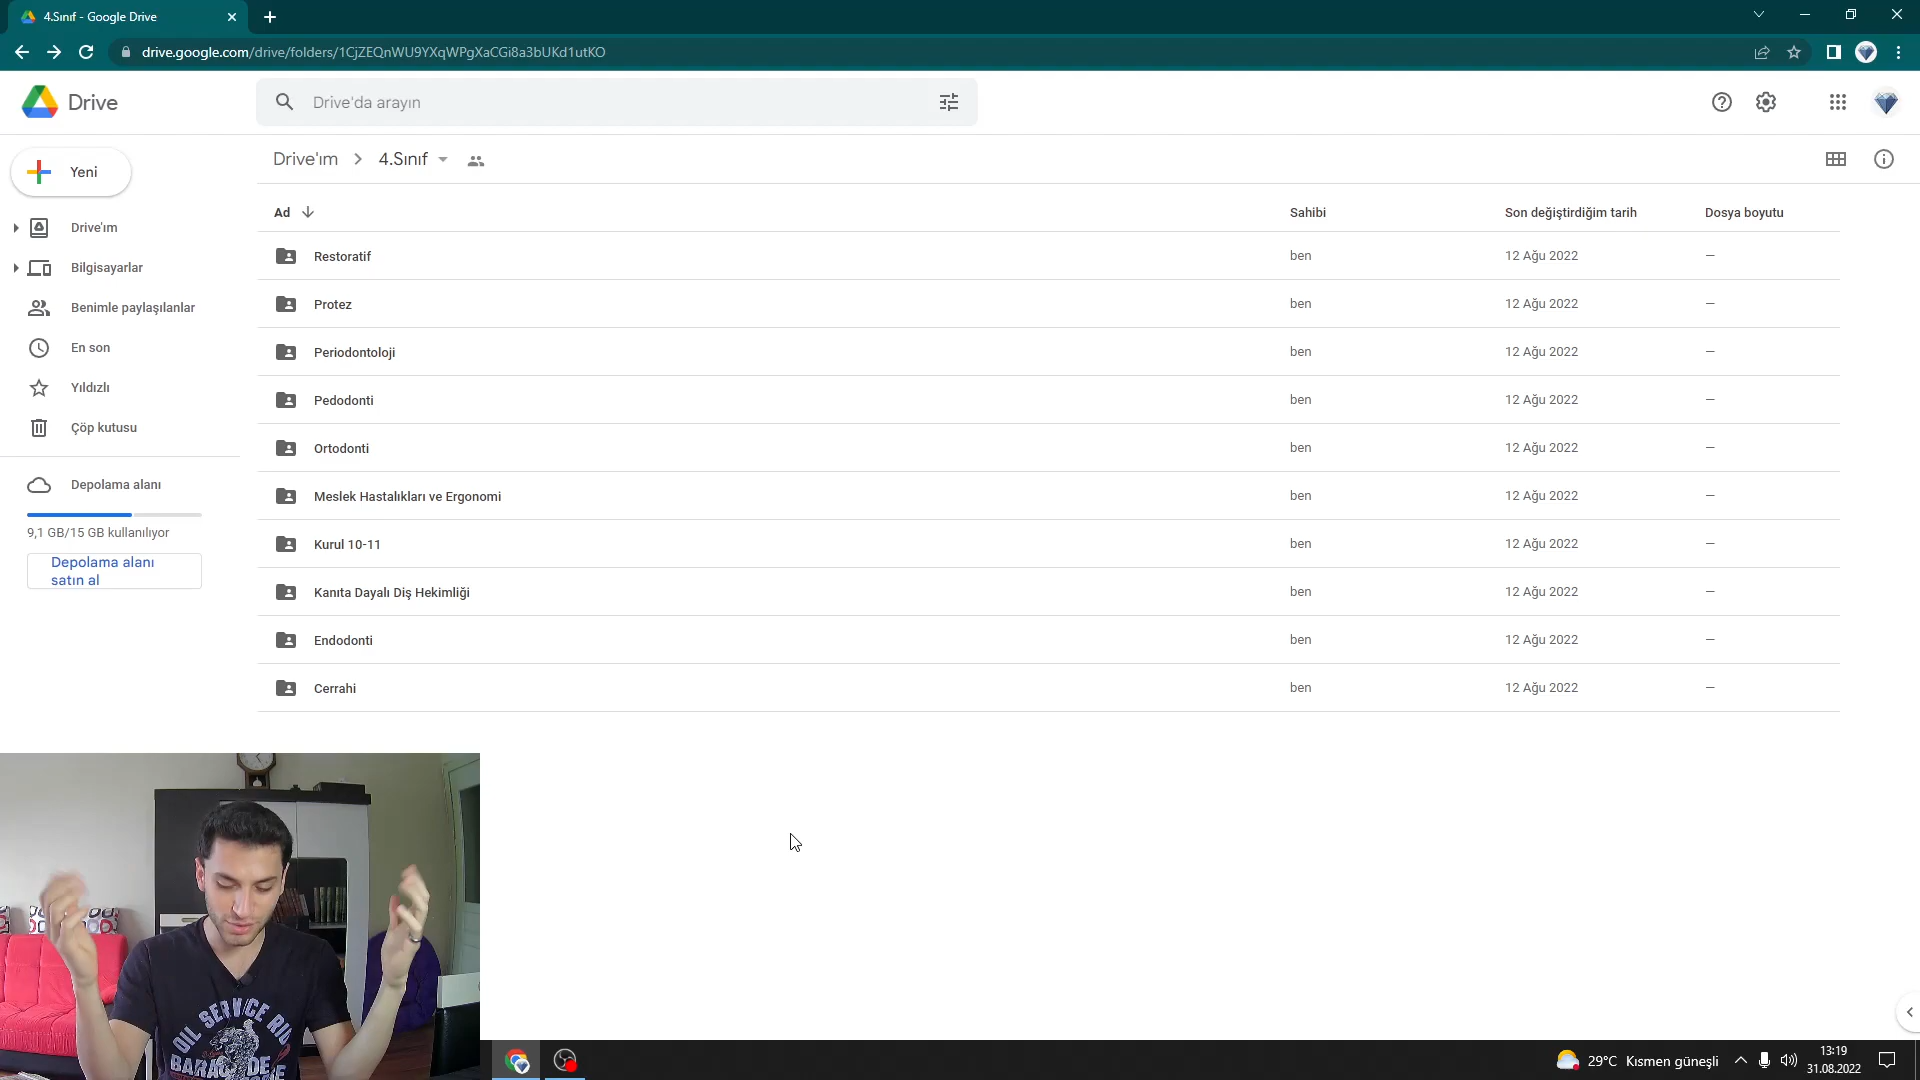 4.Sınıf - Google Drive
drive.google.com/drive/folders/1CjZEQnWU9YXqWPgXaCGi8a3bUKd1utKO
Drive
Drive'da arayın
Yeni
Drive'ım
Bilgisayarlar
Benimle paylaşılanlar
En son
Yıldızlı
Çöp kutusu
Depolama alanı
9,1 GB/15 GB kullanılıyor
Depolama alanı
satın al
Drive'ım > 4.Sınıf
Ad Sahibi Son değiştirdiğim tarih Dosya boyutu
Restoratif ben 12 Ağu 2022 —
Protez ben 12 Ağu 2022 —
Periodontoloji ben 12 Ağu 2022 —
Pedodonti ben 12 Ağu 2022 —
Ortodonti ben 12 Ağu 2022 —
Meslek Hastalıkları ve Ergonomi ben 12 Ağu 2022 —
Kurul 10-11 ben 12 Ağu 2022 —
Kanıta Dayalı Diş Hekimliği ben 12 Ağu 2022 —
Endodonti ben 12 Ağu 2022 —
Cerrahi ben 12 Ağu 2022 —
OIL SERVICE RIG
29°C Kısmen güneşli
13:19
31.08.2022